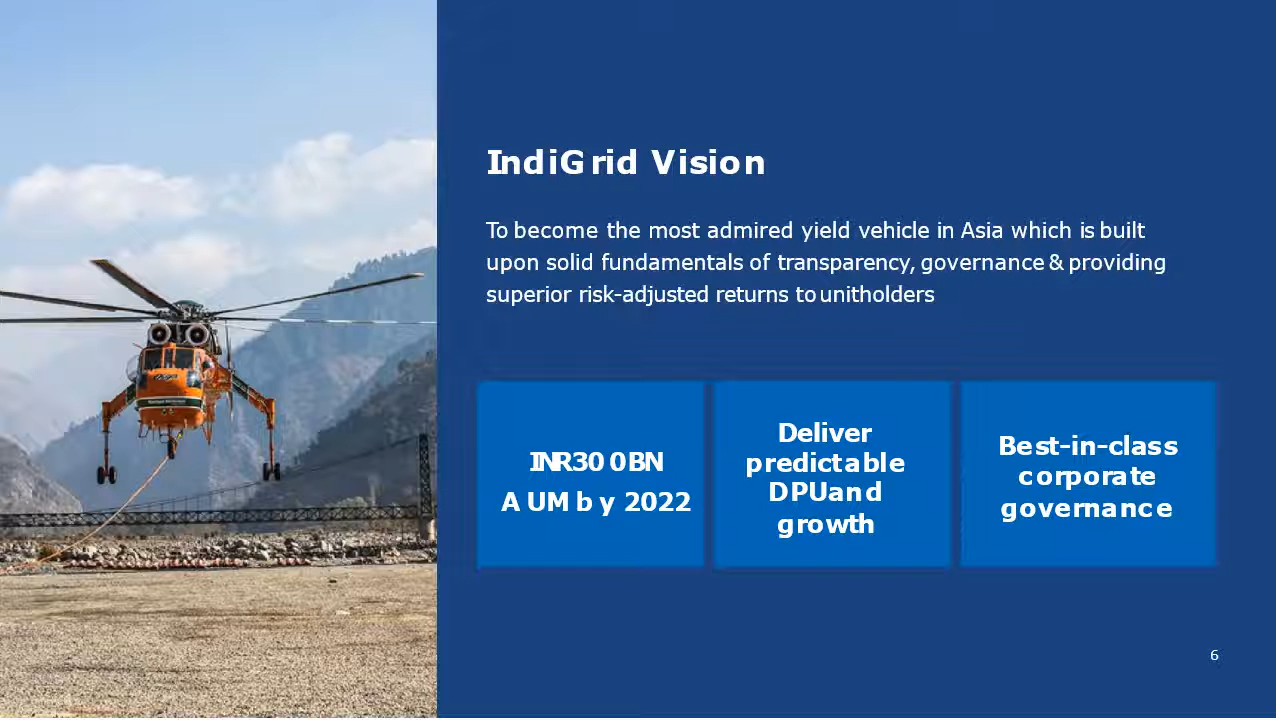 IndiGrid Vision
To become the most admired yield vehicle in Asia which is built
upon solid fundamentals of transparency, governance & providing
superior risk-adjusted returns to unitholders
INR300BN
AUM by 2022
Deliver
predictable
DPU and
growth
Best-in-class
corporate
governance
6